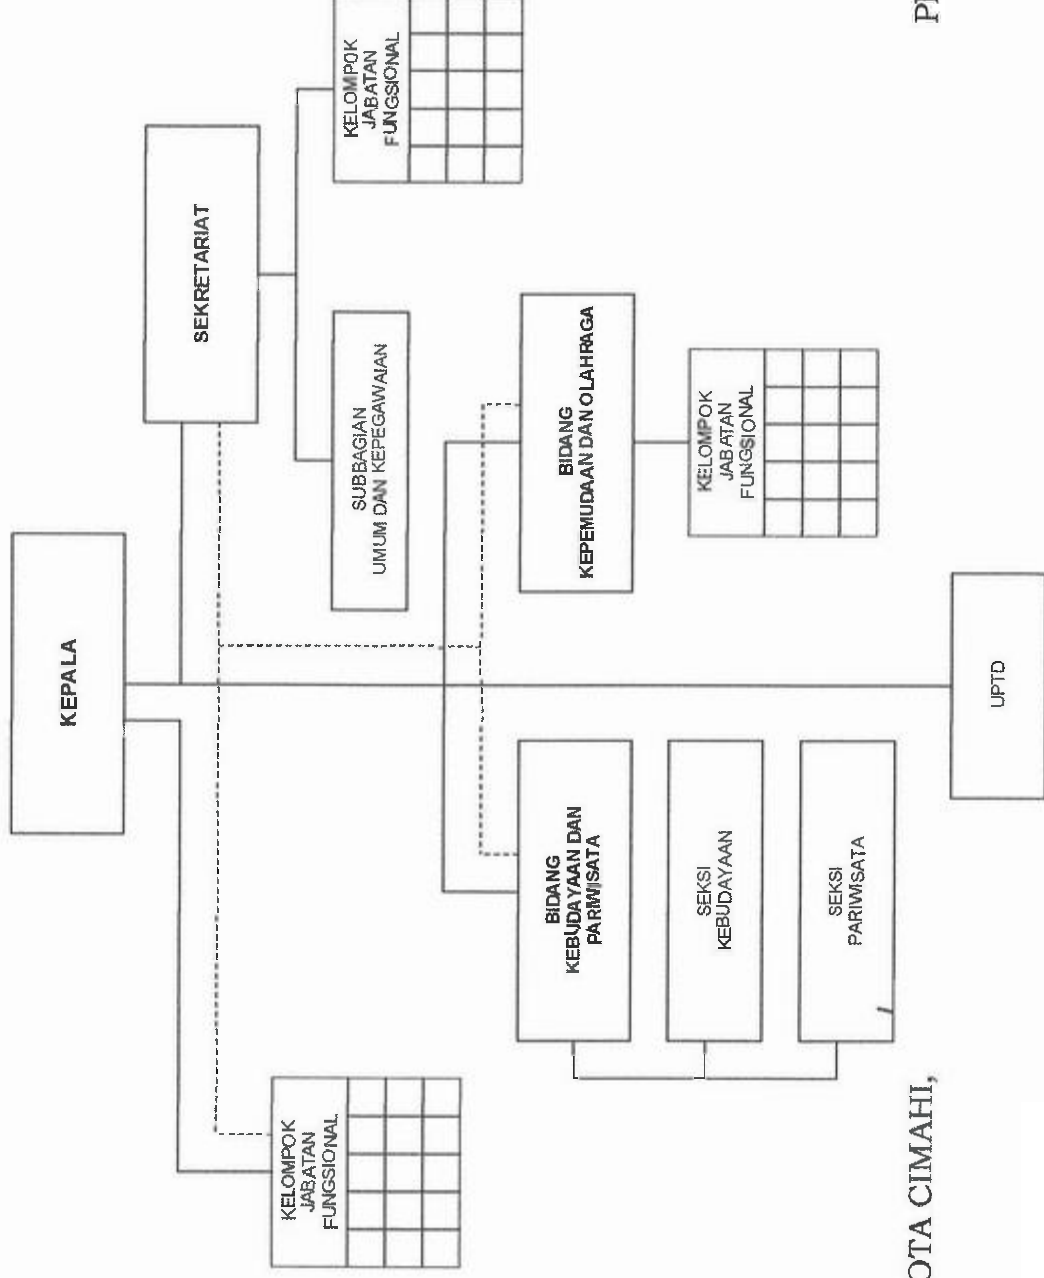 KEPALA
SEKRETARIAT
KELOMPOK
JABATAN
FUNGSIONAL
SUBBAGIAN
UMUM DAN KEPEGAWAIAN
KELOMPOK
JABATAN
FUNGSIONAL
BIDANG
KEBUDAYAAN DAN
PARIWISATA
BIDANG
KEPEMUDAAN DAN OLAHRAGA
SEKSI
KEBUDAYAAN
SEKSI
PARIWISATA
KELOMPOK
JABATAN
FUNGSIONAL
UPTD
OTA CIMAHI,